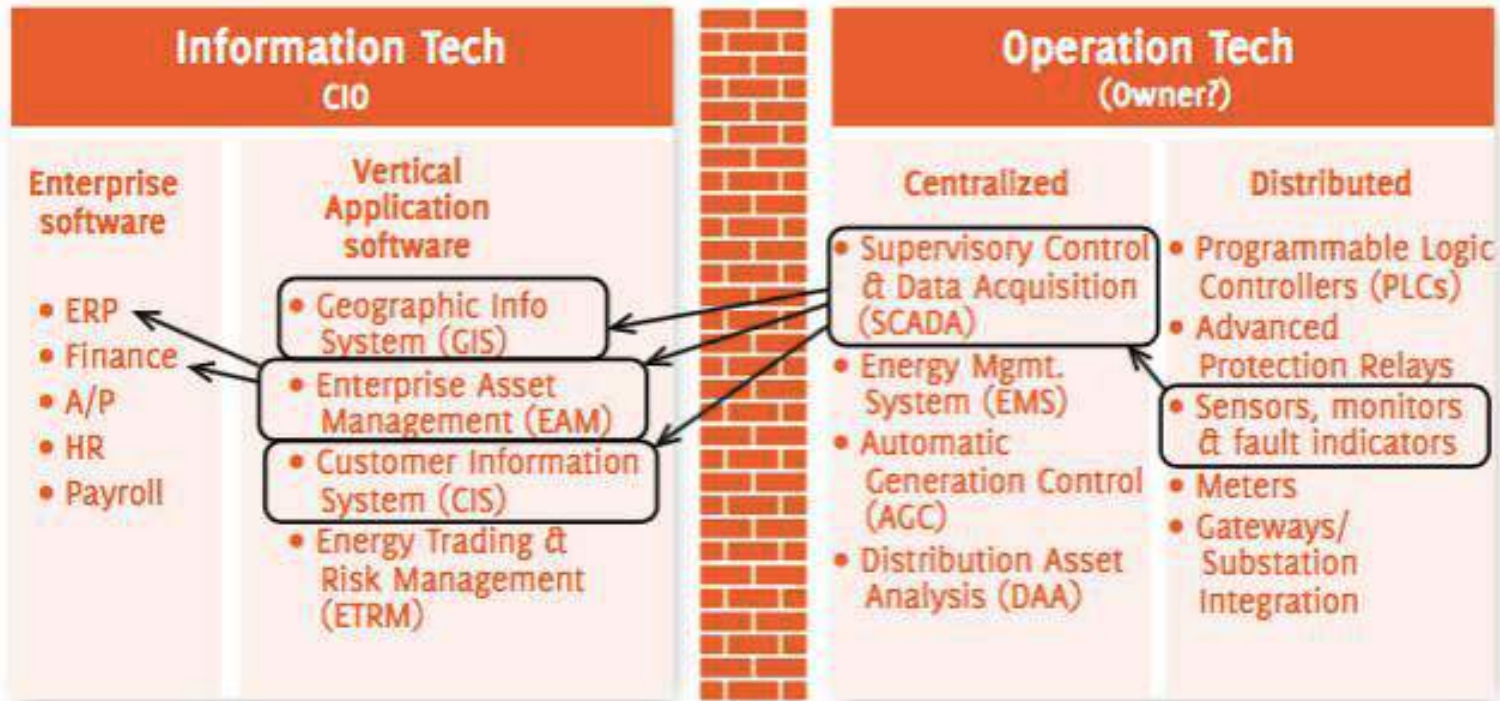 Information Tech
CIO
Enterprise
software
• ERP
• Finance
• A/P
• HR
• Payroll
Vertical
Application
software
• Geographic Info
System (GIS)
• Enterprise Asset
Management (EAM)
• Customer Information
System (CIS)
• Energy Trading &
Risk Management
(ETRM)
Operation Tech
(Owner?)
Centralized
• Supervisory Control
& Data Acquisition
(SCADA)
• Energy Mgmt.
System (EMS)
• Automatic
Generation Control
(AGC)
• Distribution Asset
Analysis (DAA)
Distributed
• Programmable Logic
Controllers (PLCs)
• Advanced
Protection Relays
• Sensors, monitors
& fault indicators
• Meters
• Gateways/
Substation
Integration